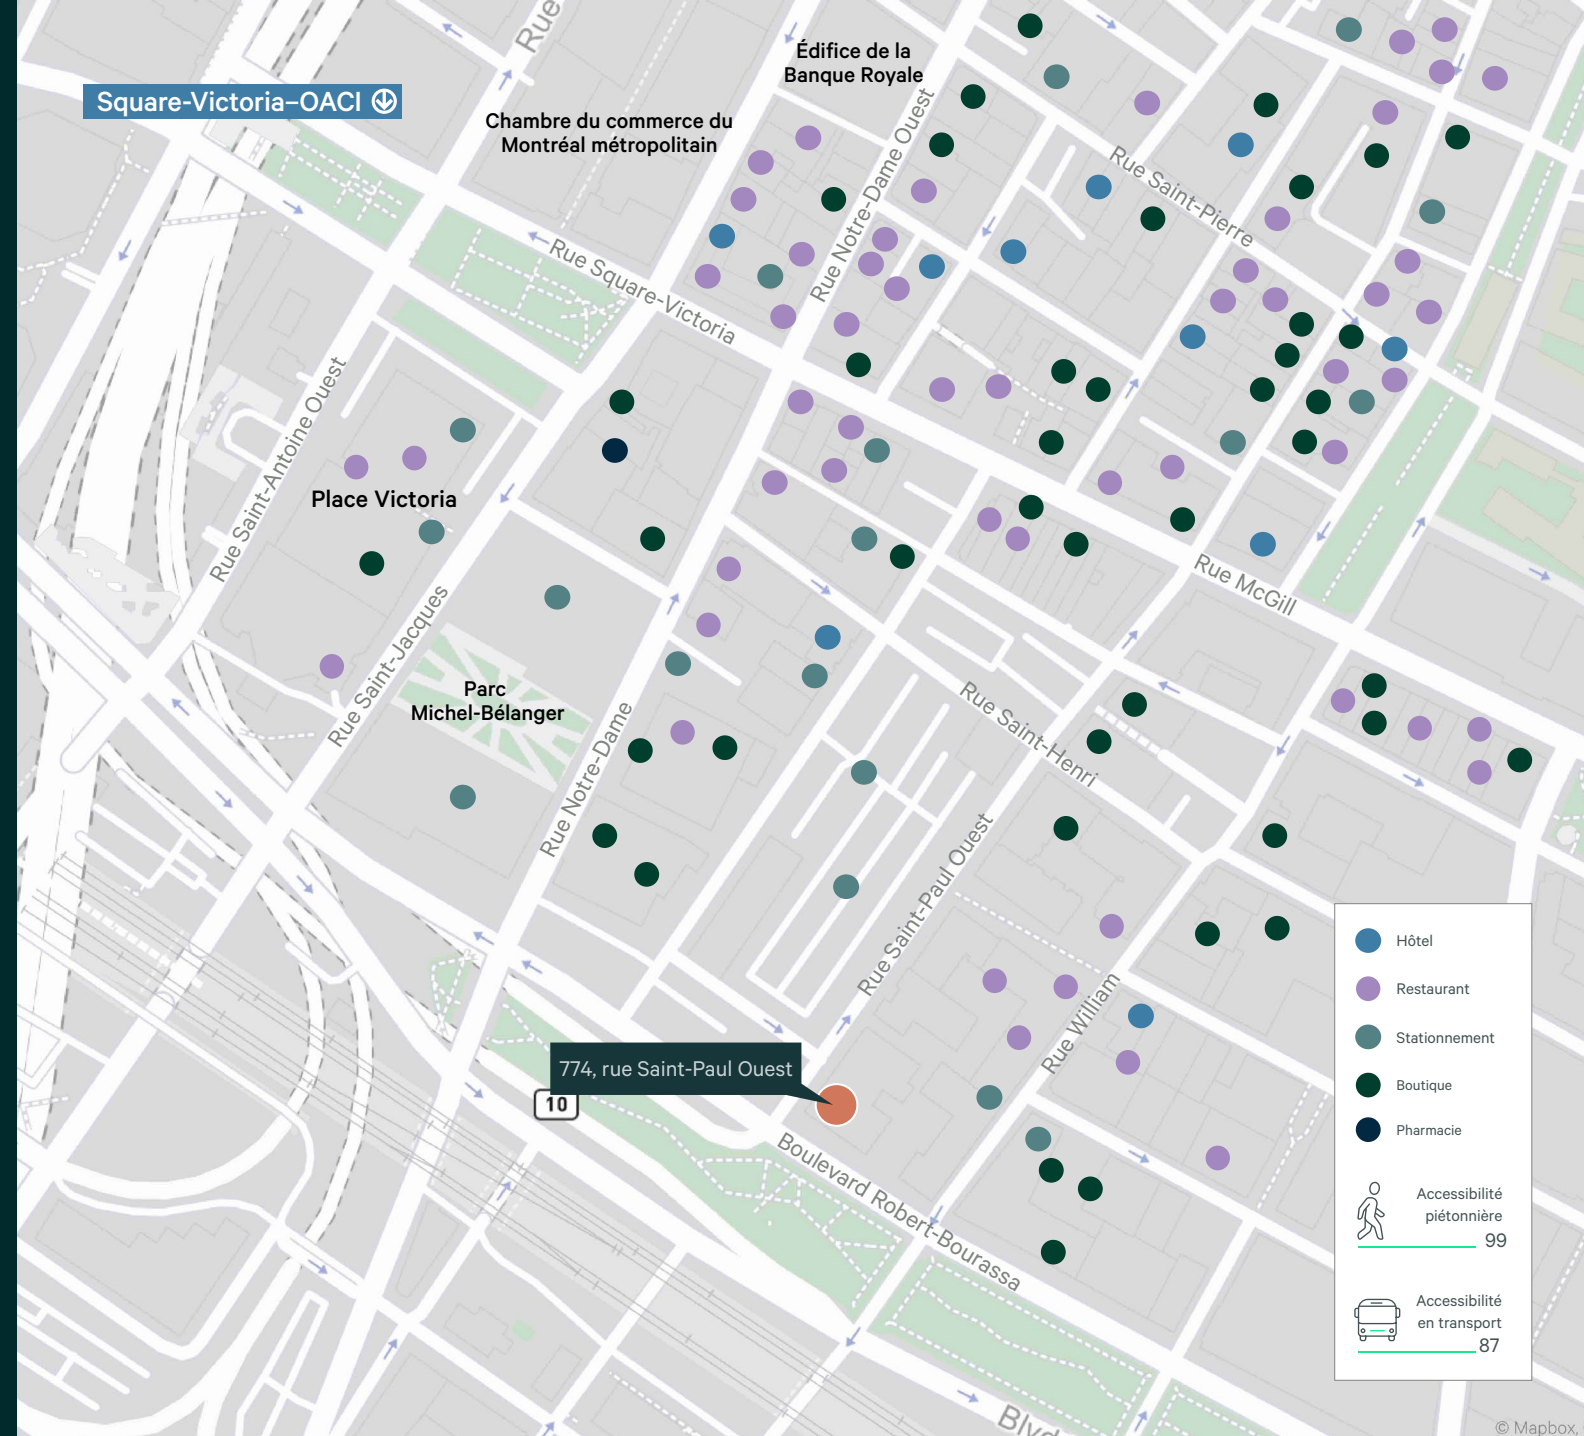 Rue
Édifice de la
Banque Royale
Square-Victoria–OACI
Chambre du commerce du
Montréal métropolitain
Rue Notre-Dame Ouest
Rue Saint-Pierre
Rue Square-Victoria
Rue Saint-Antoine Ouest
Place Victoria
Rue McGill
Rue Saint-Jacques
Parc
Michel-Bélanger
Rue Notre-Dame
Rue Saint-Henri
Rue Saint-Paul Ouest
Rue William
774, rue Saint-Paul Ouest
10
Boulevard Robert-Bourassa
Hôtel
Restaurant
Stationnement
Boutique
Pharmacie
Accessibilité
piétonnière
99
Accessibilité
en transport
87
Blvd
© Mapbox,